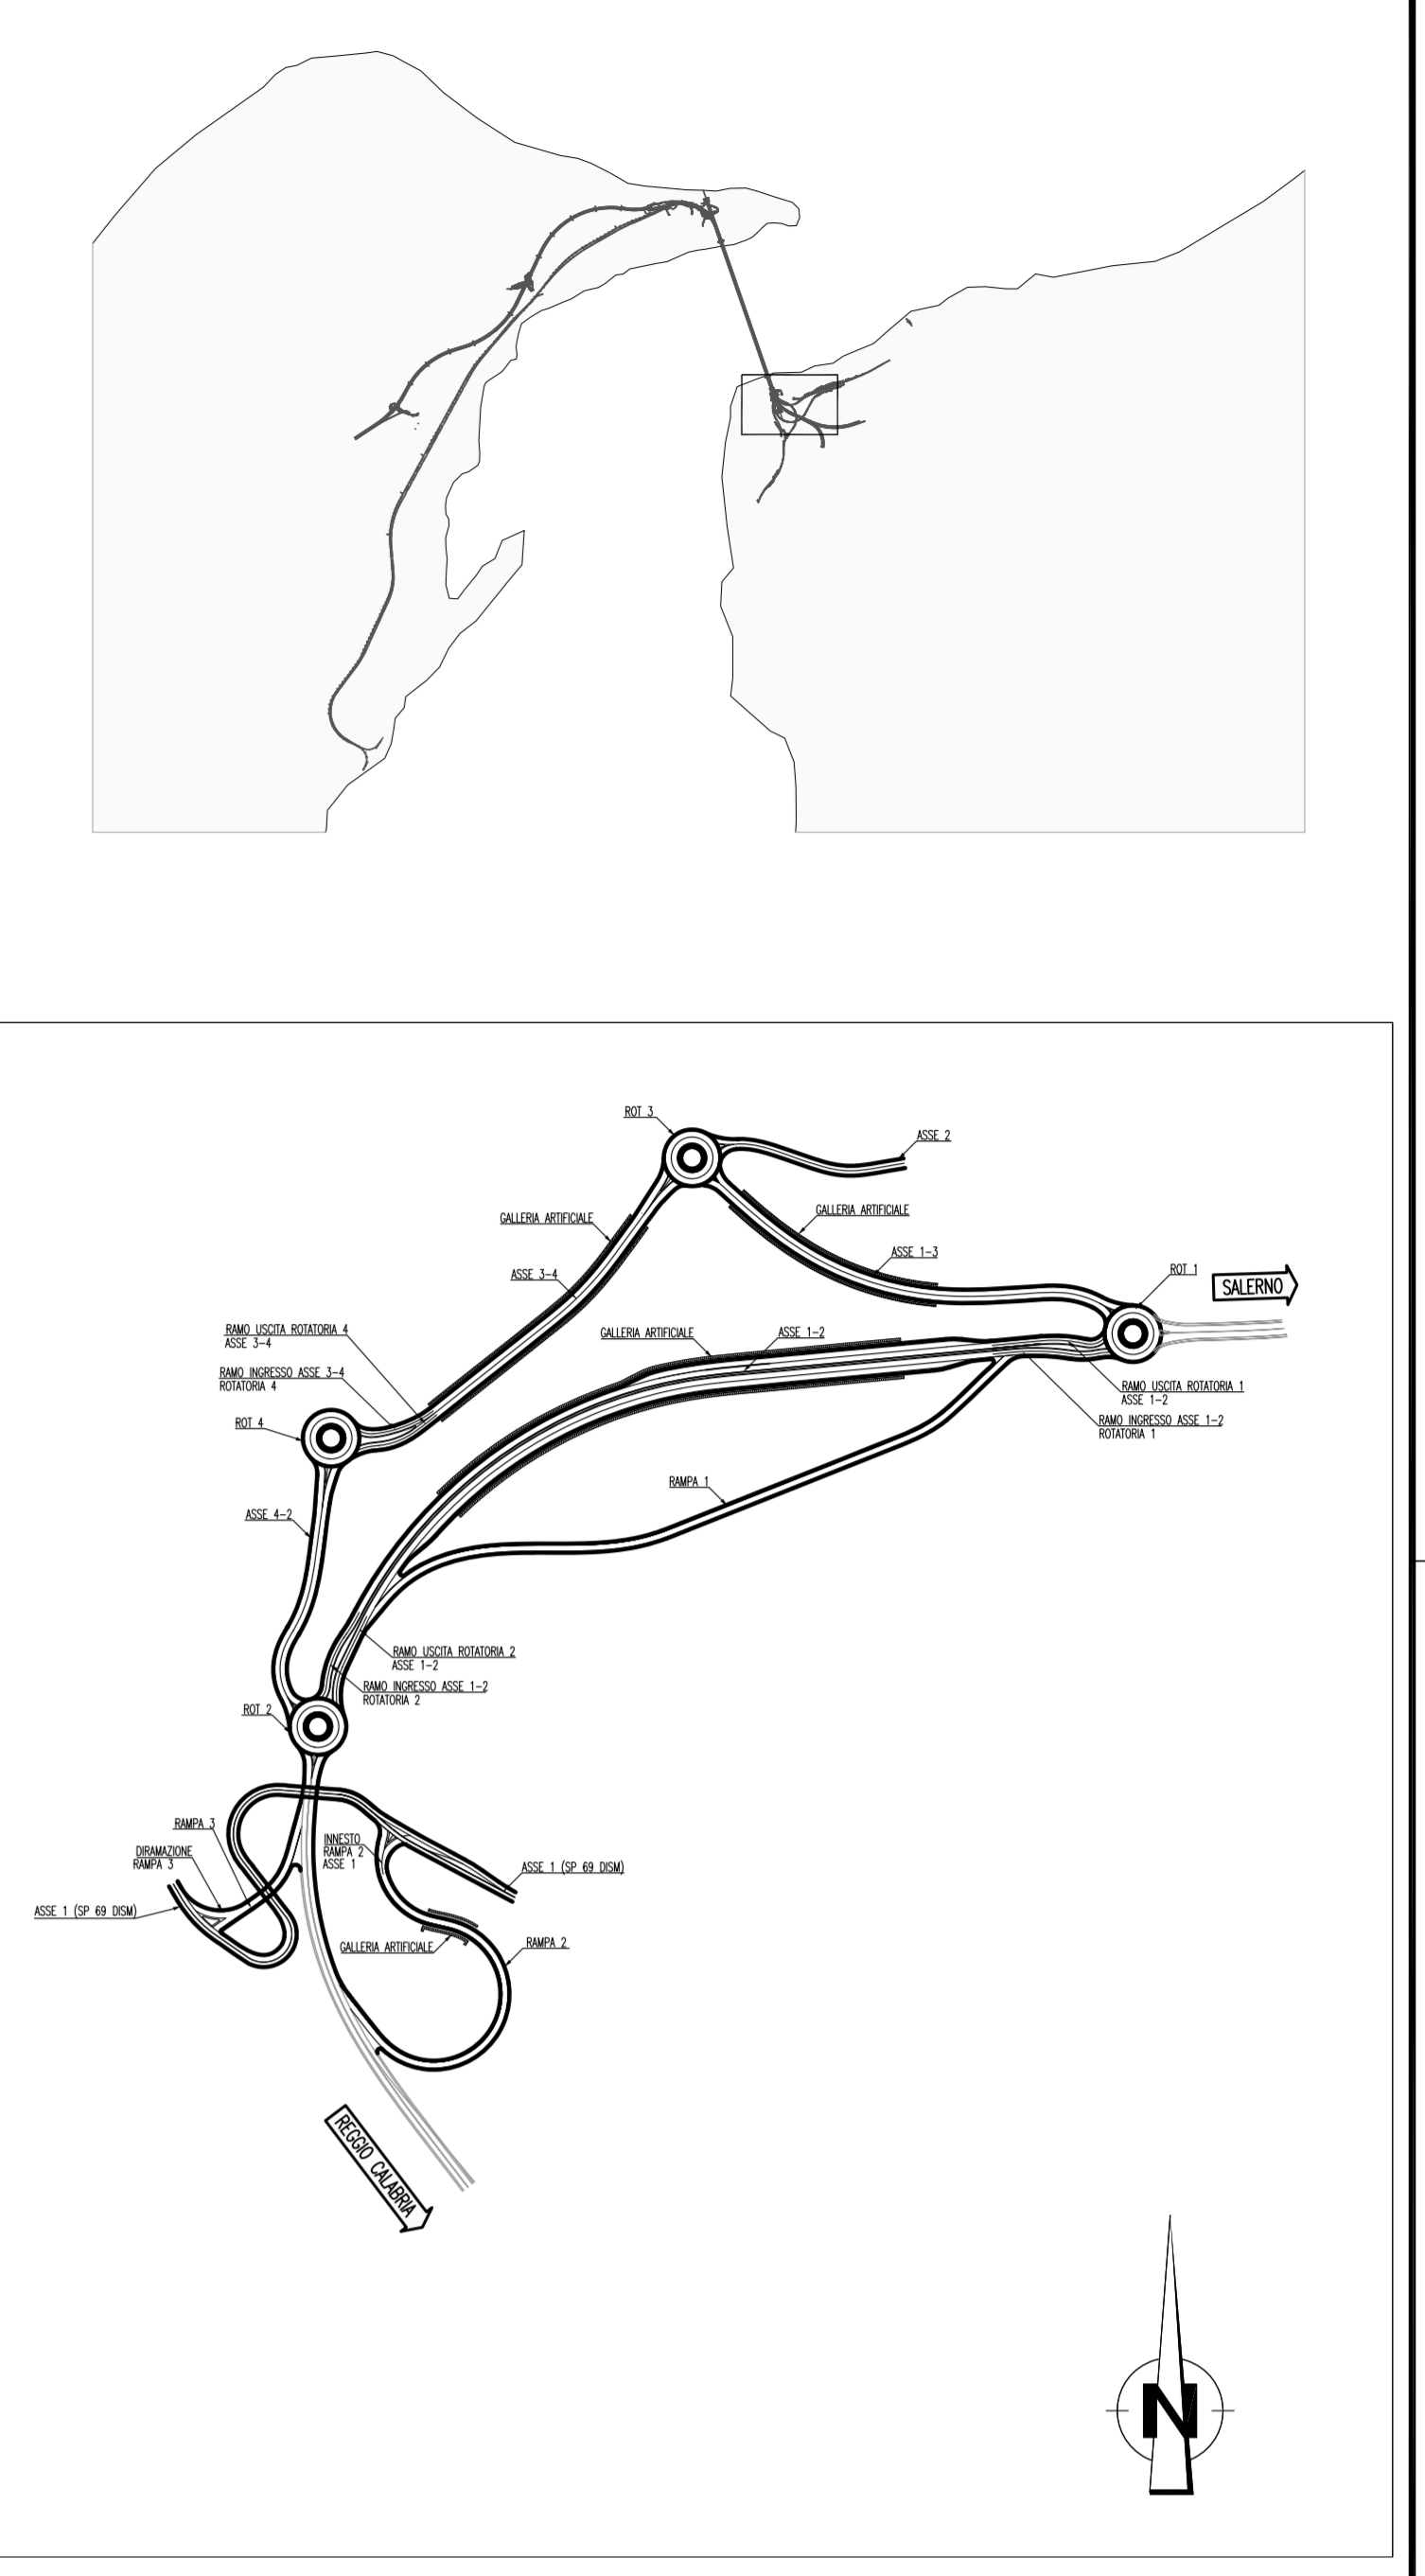 ROT 3
ASSE 2
GALLERIA ARTIFICIALE
GALLERIA ARTIFICIALE
ASSE 1-3
ASSE 3-4
ROT 1
SALERNO
RAMO USCITA ROTATORIA 4
ASSE 3-4
GALLERIA ARTIFICIALE
ASSE 1-2
RAMO INGRESSO ASSE 3-4
ROTATORIA 4
RAMO USCITA ROTATORIA 1
ASSE 1-2
ROT 4
RAMO INGRESSO ASSE 1-2
ROTATORIA 1
RAMPA 1
ASSE 4-2
RAMO USCITA ROTATORIA 2
ASSE 1-2
RAMO INGRESSO ASSE 1-2
ROTATORIA 2
ROT 2
RAMPA 3
INNESTO
RAMPA 2
ASSE 1
DIRAMAZIONE
RAMPA 3
ASSE 1 (SP 69 DISM)
ASSE 1 (SP 69 DISM)
GALLERIA ARTIFICIALE
RAMPA 2
REGGIO CALABRIA
N